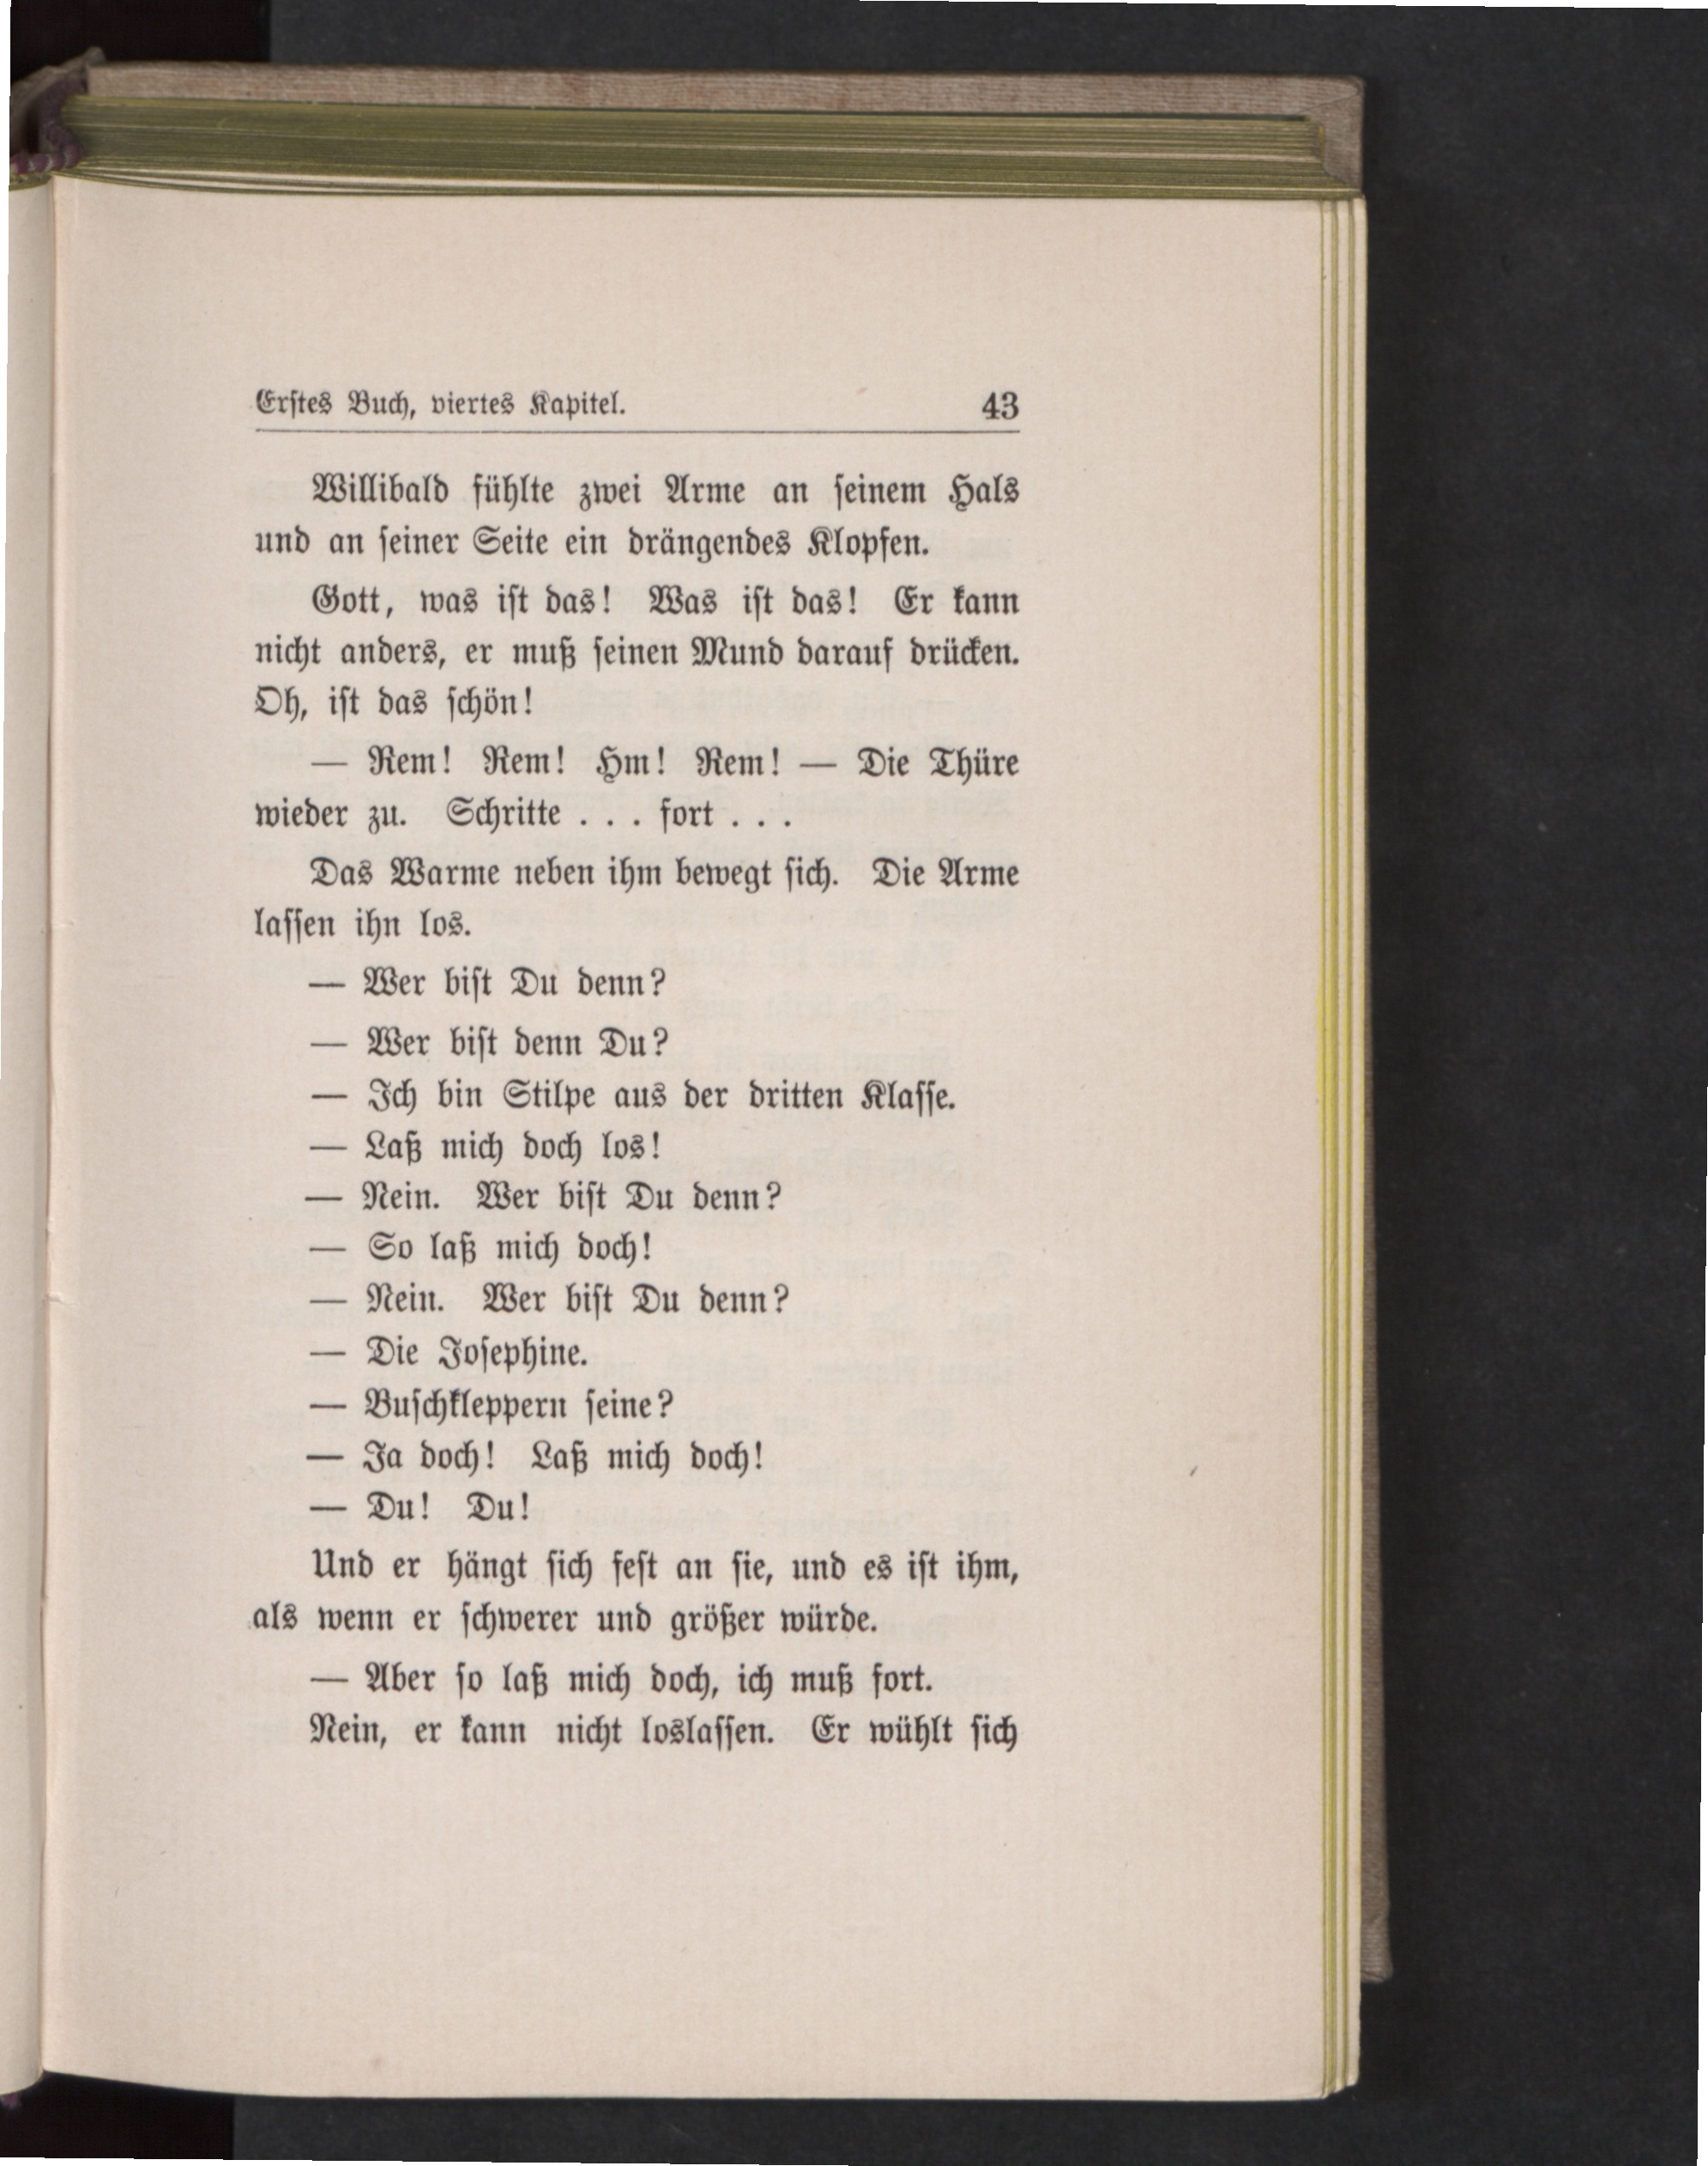 Erstes Buch, viertes Kapitel. 43
Willibald fühlte zwei Arme an seinem Hals
und an seiner Seite ein drängendes Klopfen.
Gott, was ist das! Was ist das! Er kann
nicht anders, er muß seinen Mund darauf drücken.
Oh, ist das schön!
— Rem! Rem! Hm! Rem! — Die Thüre
wieder zu. Schritte . . . fort . . .
Das Warme neben ihm bewegt sich. Die Arme
lassen ihn los.
— Wer bist Du denn?
— Wer bist denn Du?
— Ich bin Stilpe aus der dritten Klasse.
— Laß mich doch los!
— Nein. Wer bist Du denn?
— So laß mich doch!
— Nein. Wer bist Du denn?
— Die Josephine.
— Buschkleppern seine?
— Ja doch! Laß mich doch!
— Du! Du!
Und er hängt sich fest an sie, und es ist ihm,
als wenn er schwerer und größer würde.
— Aber so laß mich doch, ich muß fort.
Nein, er kann nicht loslassen. Er wühlt sich